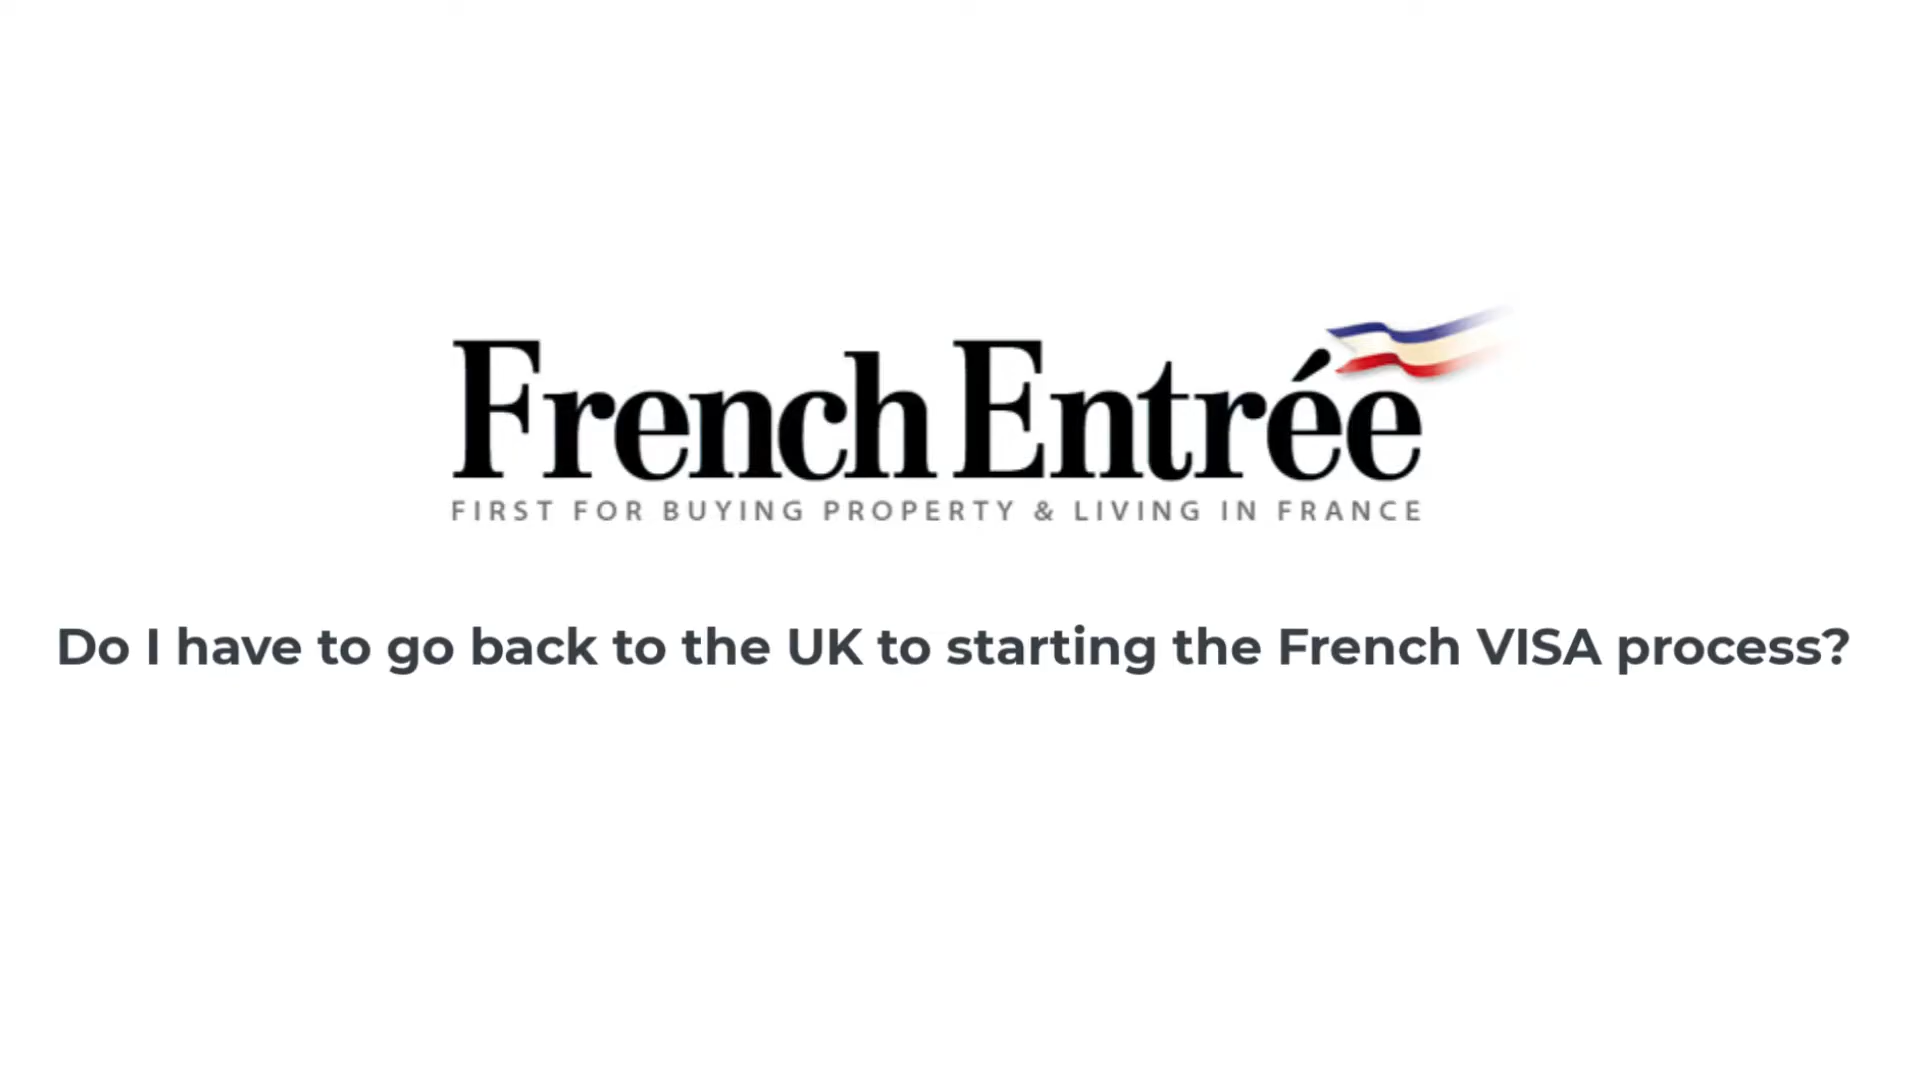 French Entrée
FIRST FOR BUYING PROPERTY & LIVING IN FRANCE
Do I have to go back to the UK to starting the French VISA process?